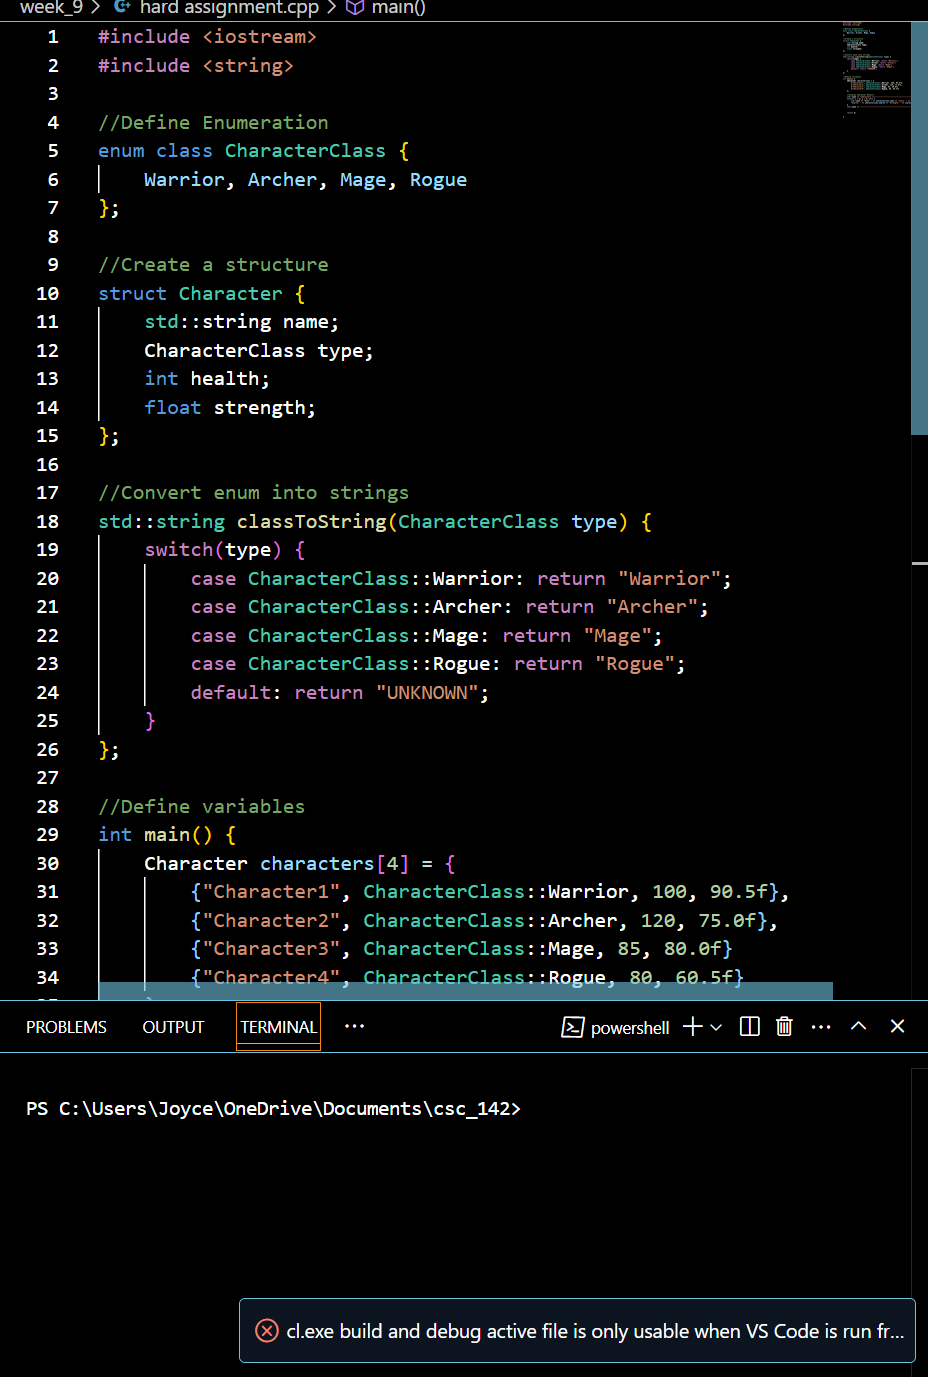 week_9 > hard assignment.cpp > main()
1 #include <iostream>
2 #include <string>
3
4 //Define Enumeration
5 enum class CharacterClass {
6     Warrior, Archer, Mage, Rogue
7 };
8
9 //Create a structure
10 struct Character {
11     std::string name;
12     CharacterClass type;
13     int health;
14     float strength;
15 };
16
17 //Convert enum into strings
18 std::string classToString(CharacterClass type) {
19     switch(type) {
20         case CharacterClass::Warrior: return "Warrior";
21         case CharacterClass::Archer: return "Archer";
22         case CharacterClass::Mage: return "Mage";
23         case CharacterClass::Rogue: return "Rogue";
24         default: return "UNKNOWN";
25     }
26 };
27
28 //Define variables
29 int main() {
30     Character characters[4] = {
31         {"Character1", CharacterClass::Warrior, 100, 90.5f},
32         {"Character2", CharacterClass::Archer, 120, 75.0f},
33         {"Character3", CharacterClass::Mage, 85, 80.0f}
34         {"Character4", CharacterClass::Rogue, 80, 60.5f}
PROBLEMS OUTPUT TERMINAL ··· powershell
PS C:\Users\Joyce\OneDrive\Documents\csc_142>
cl.exe build and debug active file is only usable when VS Code is run fr...